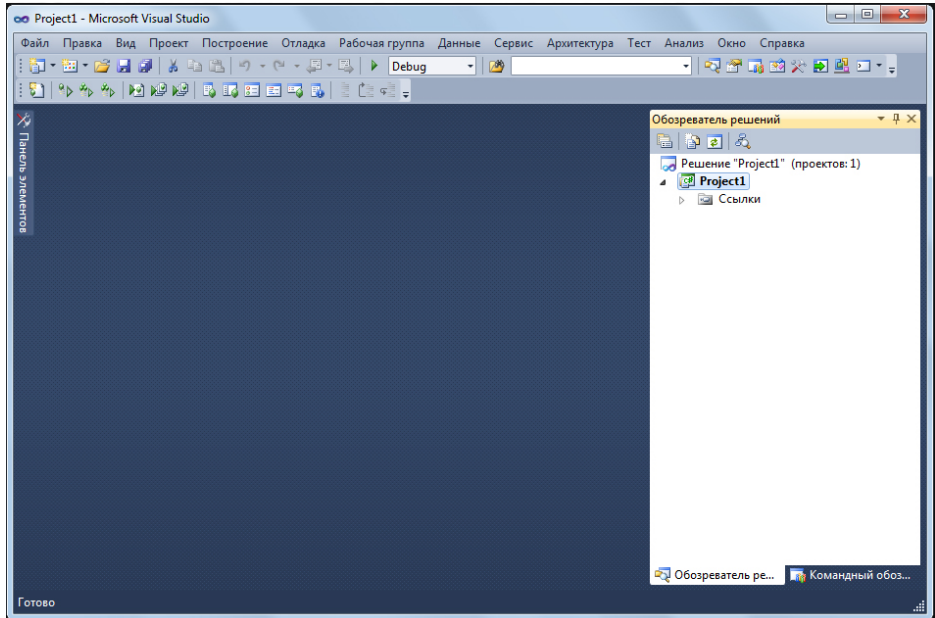 Project1 - Microsoft Visual Studio
Файл Правка Вид Проект Построение Отладка Рабочая группа Данные Сервис Архитектура Тест Анализ Окно Справка
Debug
Панель элементов
Обозреватель решений
Решение "Project1" (проектов: 1)
Project1
Ссылки
Обозреватель ре... Командный обоз...
Готово